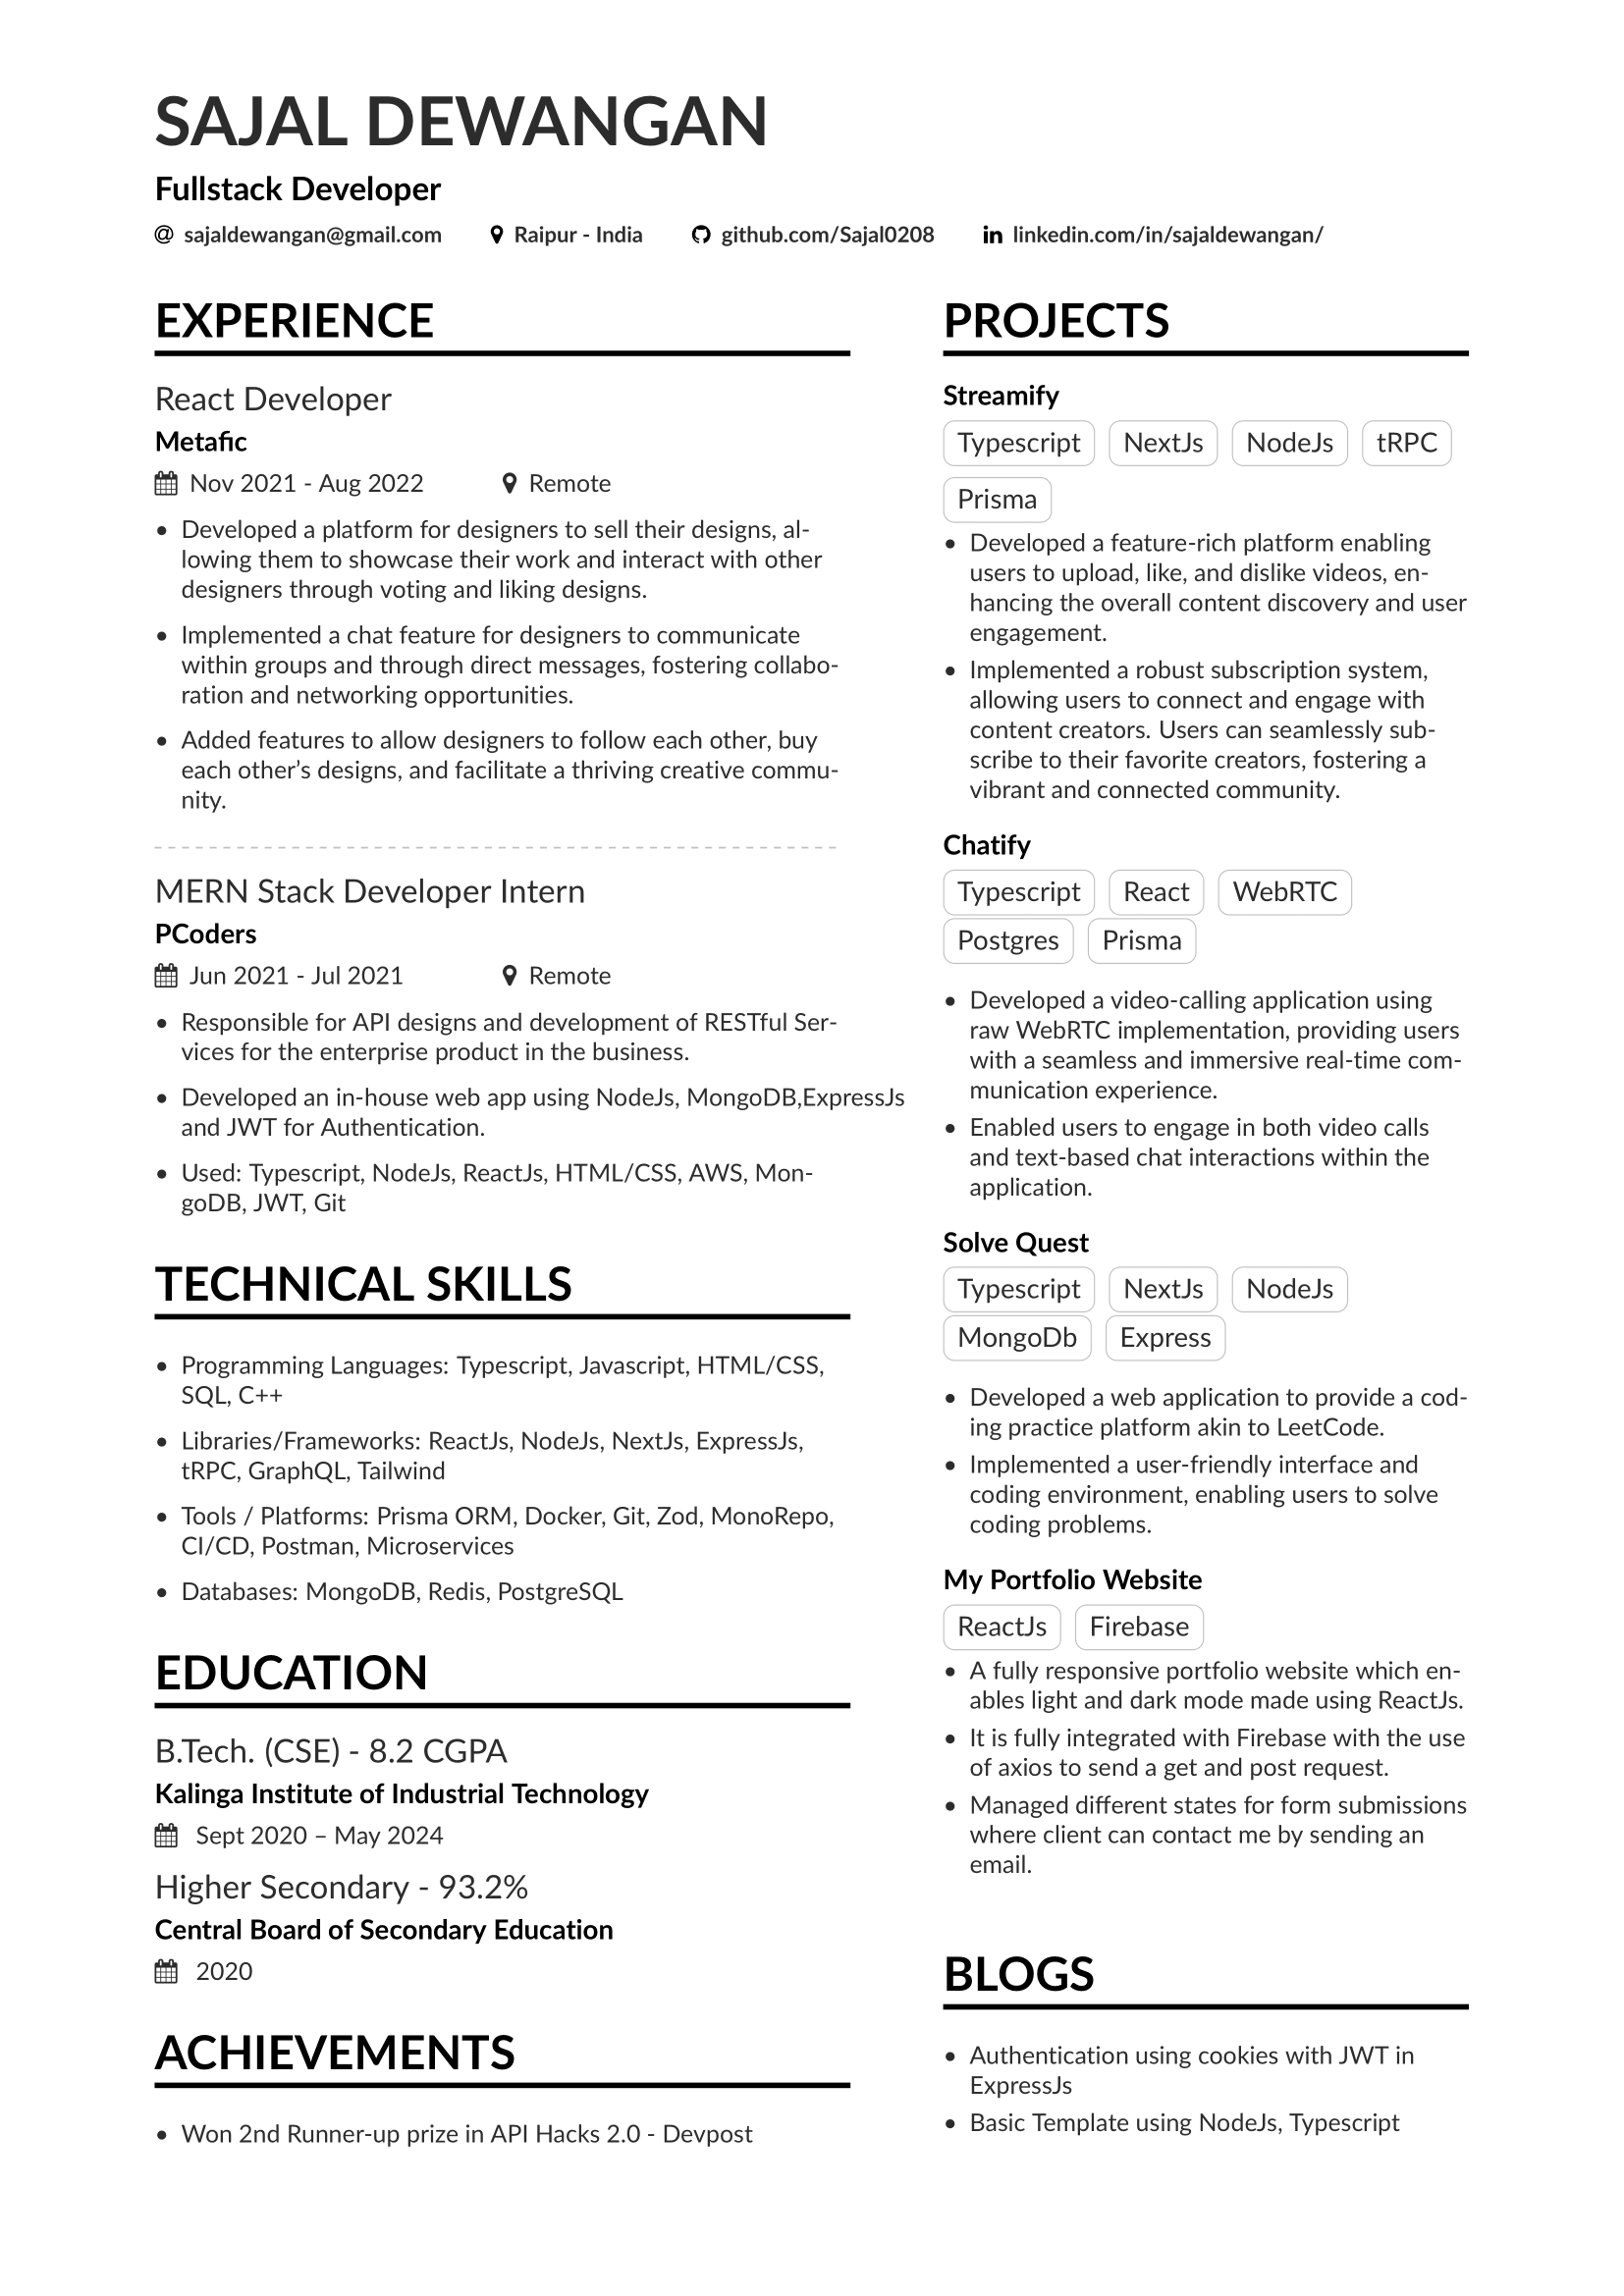 SAJAL DEWANGAN
Fullstack Developer
sajaldewangan@gmail.com Raipur - India github.com/Sajal0208 linkedin.com/in/sajaldewangan/
EXPERIENCE
React Developer
Metafic
Nov 2021 - Aug 2022 Remote
• Developed a platform for designers to sell their designs, al-
lowing them to showcase their work and interact with other
designers through voting and liking designs.
• Implemented a chat feature for designers to communicate
within groups and through direct messages, fostering collabo-
ration and networking opportunities.
• Added features to allow designers to follow each other, buy
each other’s designs, and facilitate a thriving creative commu-
nity.
MERN Stack Developer Intern
PCoders
Jun 2021 - Jul 2021 Remote
• Responsible for API designs and development of RESTful Ser-
vices for the enterprise product in the business.
• Developed an in-house web app using NodeJs, MongoDB,ExpressJs
and JWT for Authentication.
• Used: Typescript, NodeJs, ReactJs, HTML/CSS, AWS, Mon-
goDB, JWT, Git
TECHNICAL SKILLS
• Programming Languages: Typescript, Javascript, HTML/CSS,
SQL, C++
• Libraries/Frameworks: ReactJs, NodeJs, NextJs, ExpressJs,
tRPC, GraphQL, Tailwind
• Tools / Platforms: Prisma ORM, Docker, Git, Zod, MonoRepo,
CI/CD, Postman, Microservices
• Databases: MongoDB, Redis, PostgreSQL
EDUCATION
B.Tech. (CSE) - 8.2 CGPA
Kalinga Institute of Industrial Technology
Sept 2020 – May 2024
Higher Secondary - 93.2%
Central Board of Secondary Education
2020
ACHIEVEMENTS
• Won 2nd Runner-up prize in API Hacks 2.0 - Devpost
PROJECTS
Streamify
Typescript NextJs NodeJs tRPC
Prisma
• Developed a feature-rich platform enabling
users to upload, like, and dislike videos, en-
hancing the overall content discovery and user
engagement.
• Implemented a robust subscription system,
allowing users to connect and engage with
content creators. Users can seamlessly sub-
scribe to their favorite creators, fostering a
vibrant and connected community.
Chatify
Typescript React WebRTC
Postgres Prisma
• Developed a video-calling application using
raw WebRTC implementation, providing users
with a seamless and immersive real-time com-
munication experience.
• Enabled users to engage in both video calls
and text-based chat interactions within the
application.
Solve Quest
Typescript NextJs NodeJs
MongoDb Express
• Developed a web application to provide a cod-
ing practice platform akin to LeetCode.
• Implemented a user-friendly interface and
coding environment, enabling users to solve
coding problems.
My Portfolio Website
ReactJs Firebase
• A fully responsive portfolio website which en-
ables light and dark mode made using ReactJs.
• It is fully integrated with Firebase with the use
of axios to send a get and post request.
• Managed different states for form submissions
where client can contact me by sending an
email.
BLOGS
• Authentication using cookies with JWT in
ExpressJs
• Basic Template using NodeJs, Typescript